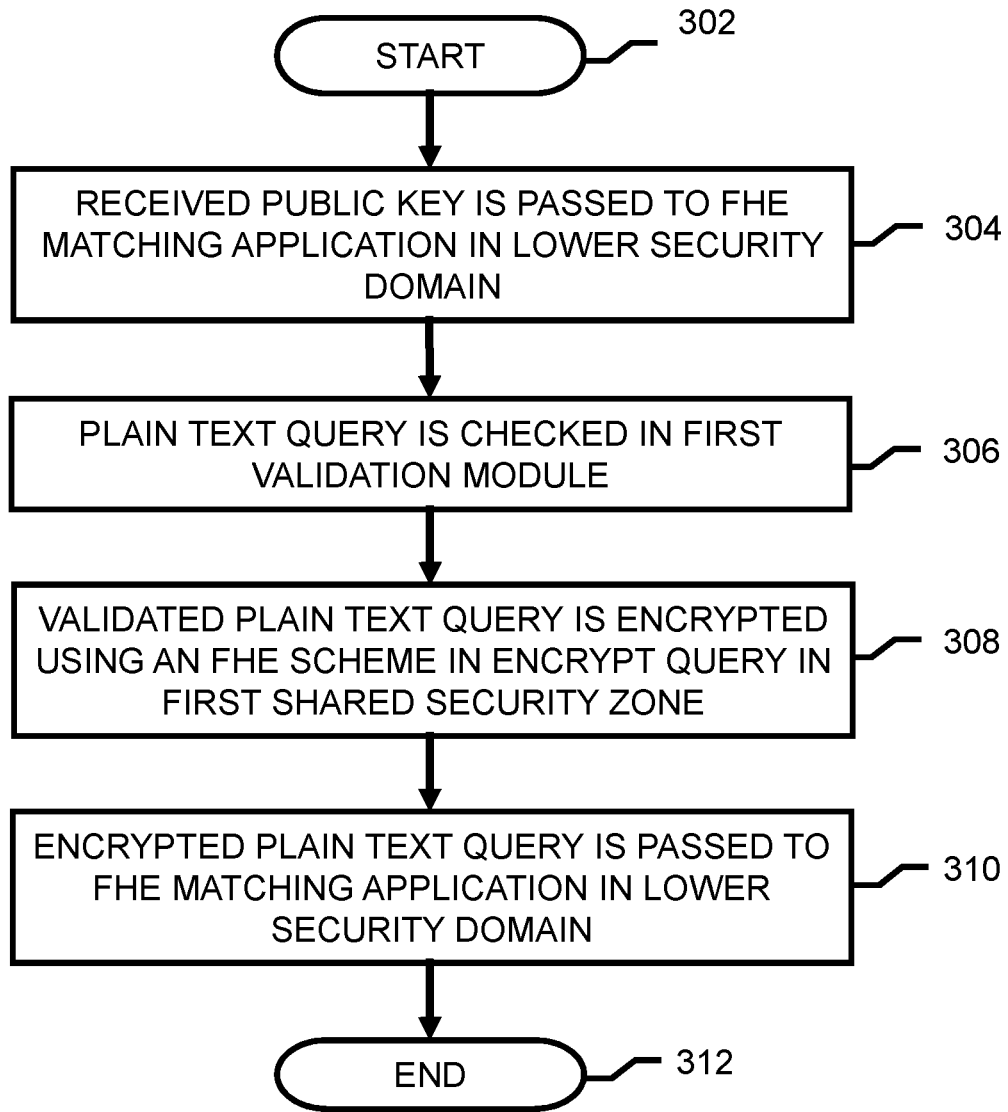 START
302
RECEIVED PUBLIC KEY IS PASSED TO FHE
MATCHING APPLICATION IN LOWER SECURITY
DOMAIN
304
PLAIN TEXT QUERY IS CHECKED IN FIRST
VALIDATION MODULE
306
VALIDATED PLAIN TEXT QUERY IS ENCRYPTED
USING AN FHE SCHEME IN ENCRYPT QUERY IN
FIRST SHARED SECURITY ZONE
308
ENCRYPTED PLAIN TEXT QUERY IS PASSED TO
FHE MATCHING APPLICATION IN LOWER
SECURITY DOMAIN
310
END
312